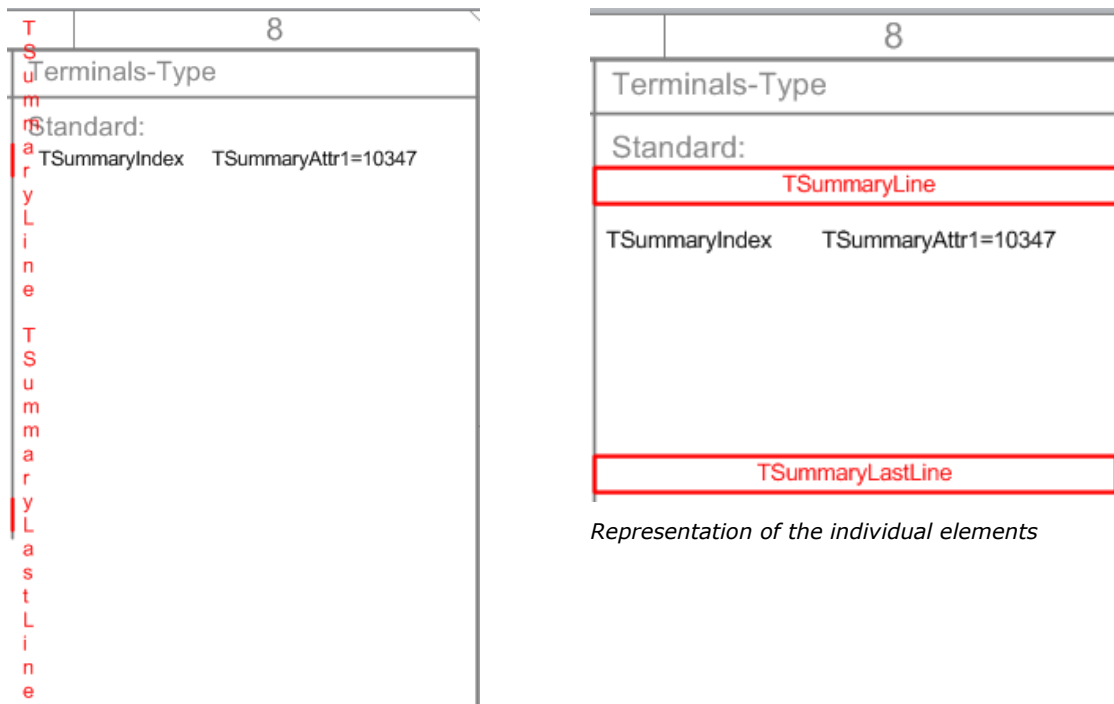 8
Terminals-Type
Standard:
TSummaryIndex TSummaryAttr1=10347
TSummaryLine
TSummaryLastLine
8
Terminals-Type
Standard:
TSummaryLine
TSummaryIndex TSummaryAttr1=10347
TSummaryLastLine
Representation of the individual elements